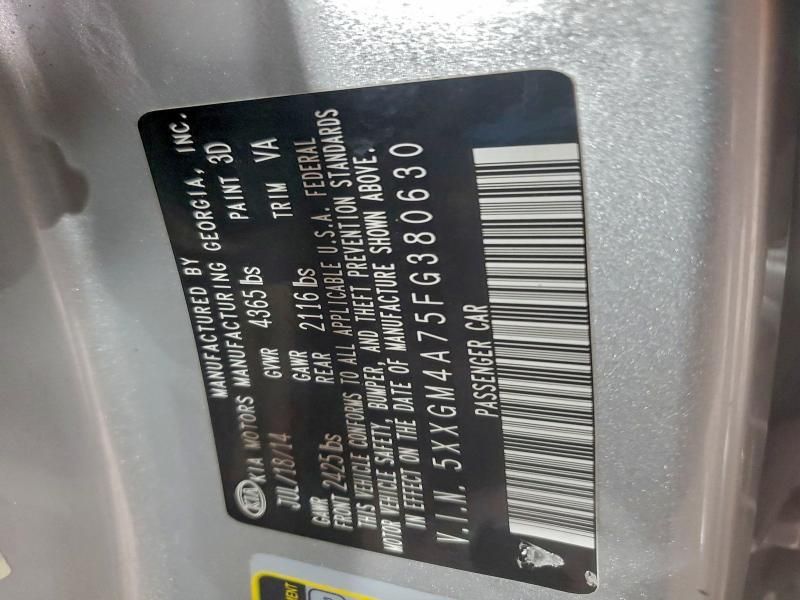 MANUFACTURED BY
KIA KIA MOTORS MANUFACTURING GEORGIA, INC.
JUL/18/14 GVWR 4365 lbs PAINT 3D
GAWR FRONT 2425 lbs GAWR REAR 2116 lbs TRIM VA
THIS VEHICLE CONFORMS TO ALL APPLICABLE U.S.A. FEDERAL
MOTOR VEHICLE SAFETY, BUMPER, AND THEFT PREVENTION STANDARDS
IN EFFECT ON THE DATE OF MANUFACTURE SHOWN ABOVE.
V.I.N. 5XXGM4A75FG380630
PASSENGER CAR